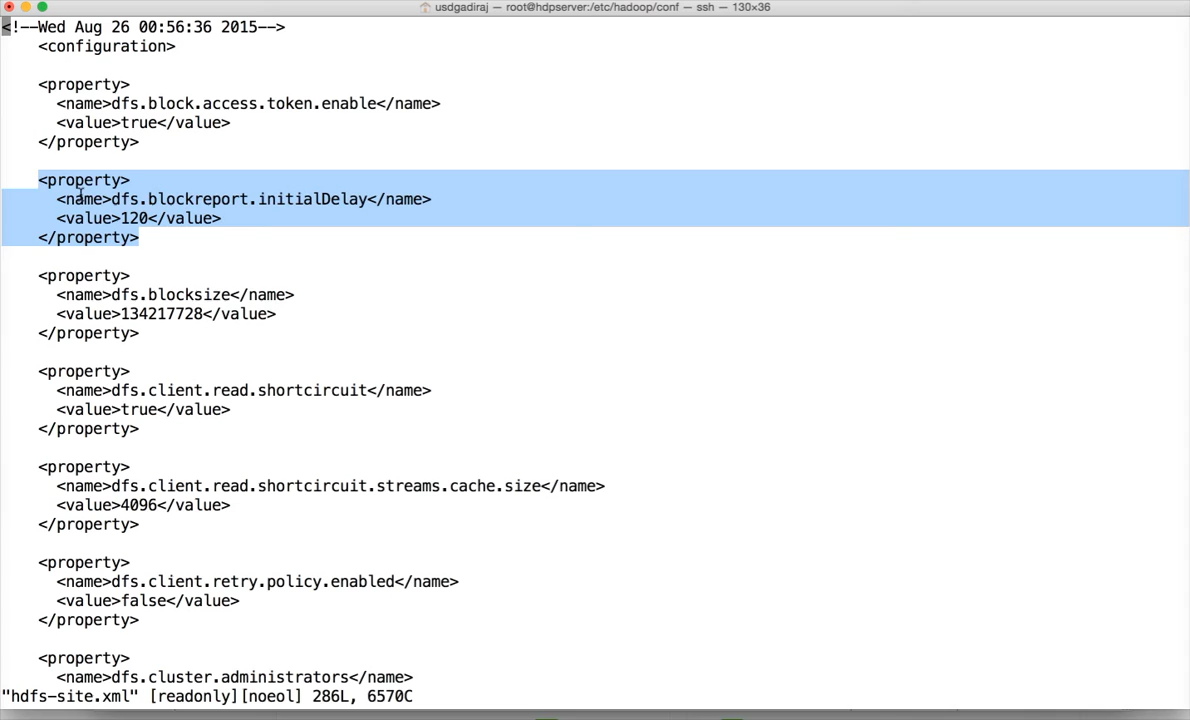 usdgadiraj — root@hdpserver:/etc/hadoop/conf — ssh — 130×36
<!--Wed Aug 26 00:56:36 2015-->
<configuration>
<property>
<name>dfs.block.access.token.enable</name>
<value>true</value>
</property>
<property>
<name>dfs.blockreport.initialDelay</name>
<value>120</value>
</property>
<property>
<name>dfs.blocksize</name>
<value>134217728</value>
</property>
<property>
<name>dfs.client.read.shortcircuit</name>
<value>true</value>
</property>
<property>
<name>dfs.client.read.shortcircuit.streams.cache.size</name>
<value>4096</value>
</property>
<property>
<name>dfs.client.retry.policy.enabled</name>
<value>false</value>
</property>
<property>
<name>dfs.cluster.administrators</name>
"hdfs-site.xml" [readonly][noeol] 286L, 6570C